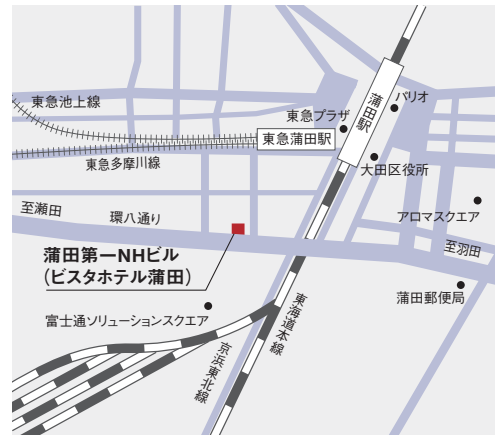 東急池上線
東急プラザ
蒲田駅
パリオ
東急蒲田駅
東急多摩川線
大田区役所
至瀬田
環八通り
アロマスクエア
至羽田
蒲田第一NHビル
(ビスタホテル蒲田)
蒲田郵便局
富士通ソリューションスクエア
東海道本線
京浜東北線